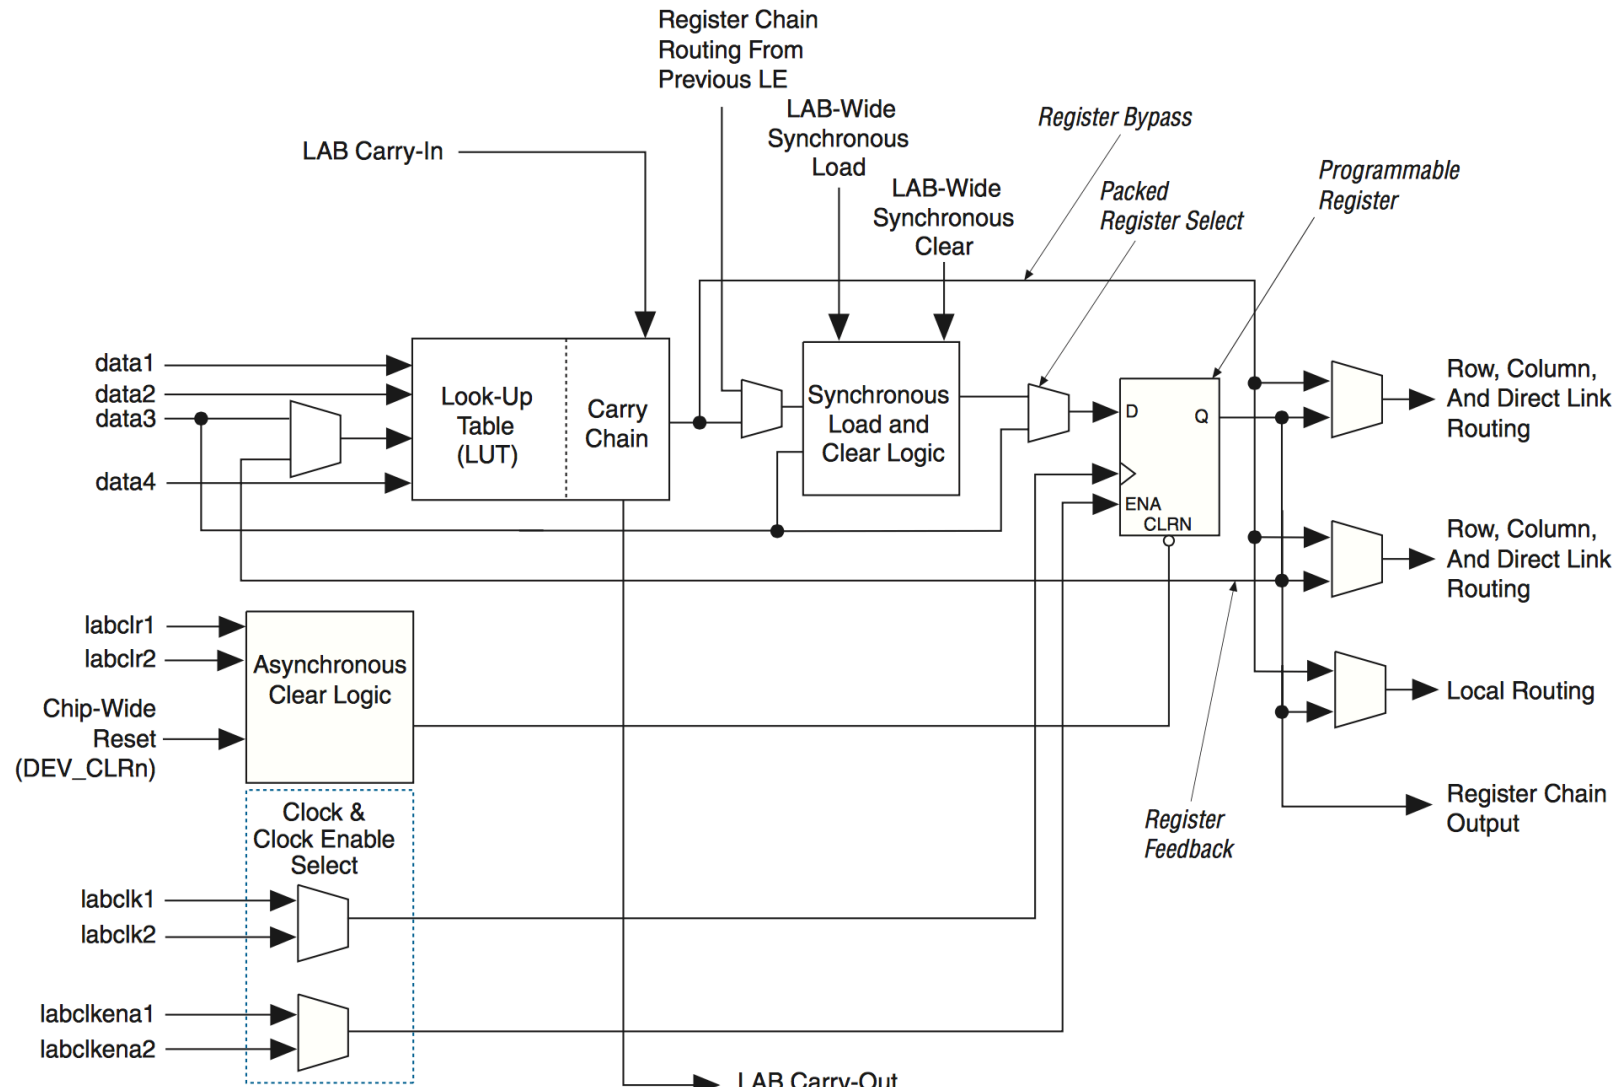 Register Chain
Routing From
Previous LE
LAB-Wide
Synchronous
Load
Register Bypass
LAB Carry-In
LAB-Wide
Synchronous
Clear
Packed
Register Select
Programmable
Register
data1
data2
data3
data4
Look-Up
Table
(LUT)
Carry
Chain
Synchronous
Load and
Clear Logic
D
Q
ENA
CLRN
Row, Column,
And Direct Link
Routing
Row, Column,
And Direct Link
Routing
labclr1
labclr2
Chip-Wide
Reset
(DEV_CLRn)
Asynchronous
Clear Logic
Local Routing
Register Chain
Output
Register
Feedback
Clock &
Clock Enable
Select
labclk1
labclk2
labclkena1
labclkena2
LAB Carry-Out